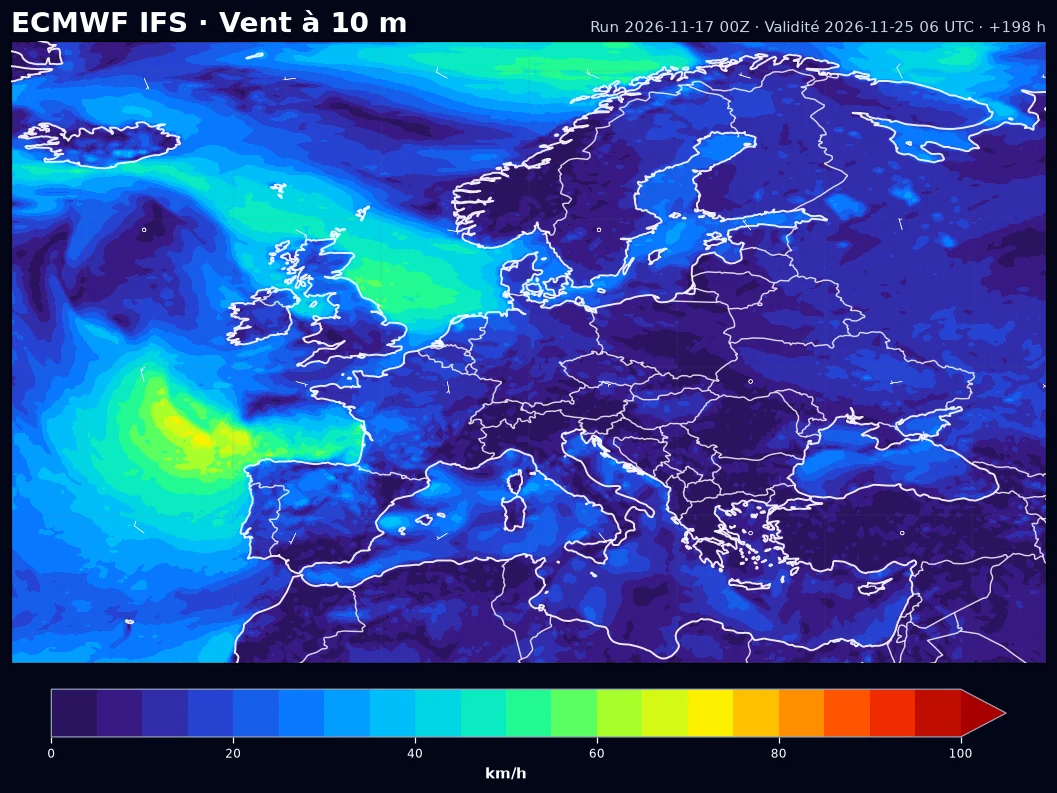 ECMWF IFS · Vent à 10 m
Run 2026-11-17 00Z · Validité 2026-11-25 06 UTC · +198 h
0 20 40 60 80 100
km/h